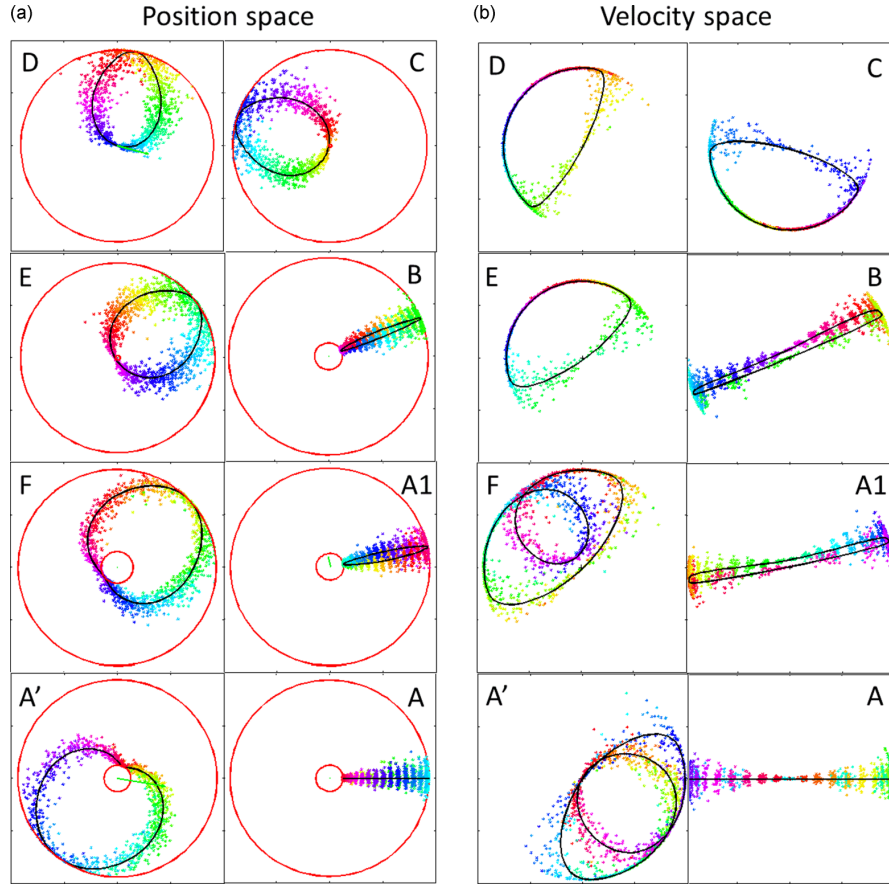 (a) Position space (b) Velocity space
D C D C
E B E B
F A1 F A1
A' A A' A